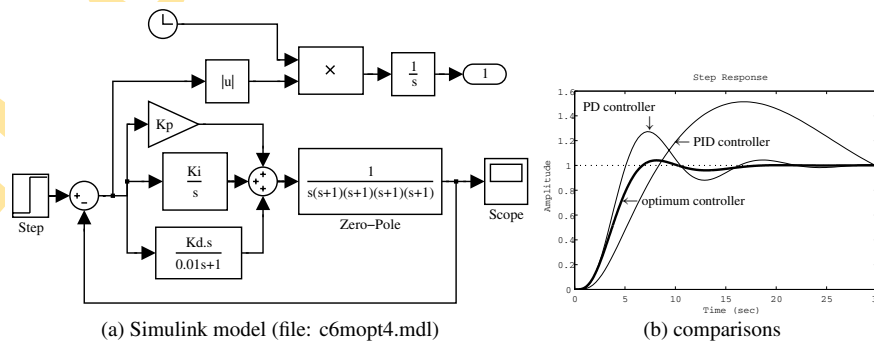 |u|
×
1
s
1
Kp
Ki
s
Kd.s
0.01s+1
+
−
+
+
+
1
s(s+1)(s+1)(s+1)(s+1)
Zero−Pole
Step
Scope
(a) Simulink model (file: c6mopt4.mdl)
Step Response
PD controller
PID controller
optimum controller
Amplitude
1.6
1.4
1.2
1
0.8
0.6
0.4
0.2
0
0 5 10 15 20 25 30
Time (sec)
(b) comparisons